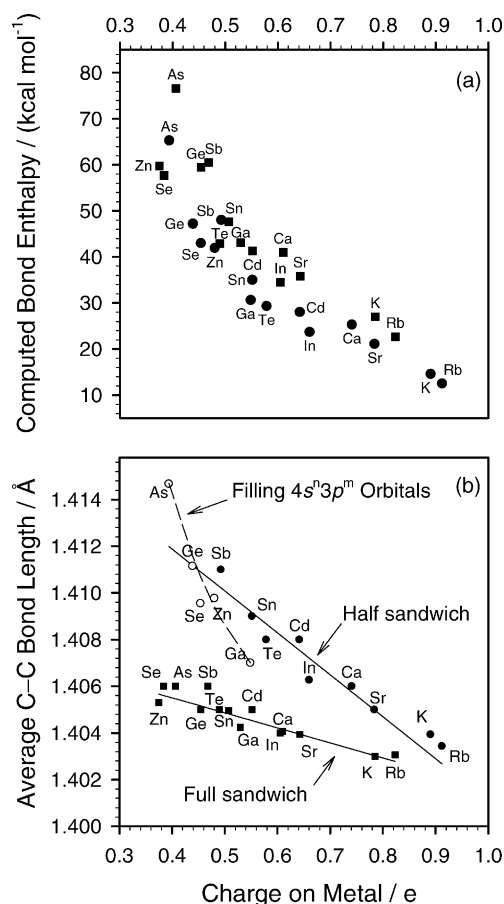 0.3 0.4 0.5 0.6 0.7 0.8 0.9 1.0
Computed Bond Enthalpy / (kcal mol⁻¹)
80
70
60
50
40
30
20
10
(a)
As
As
Zn
Se
Ge Sb
Ge
Sb
Sn
Te
Ga
Se
Zn
Cd
Sn
Ca
In
Sr
Ga
Te
Cd
In
K
Rb
Ca
Sr
K
Rb
Average C–C Bond Length / Å
1.414
1.412
1.410
1.408
1.406
1.404
1.402
1.400
(b)
As
Filling 4sⁿ3pᵐ Orbitals
Ge
Sb
Se
Zn
Sn
Cd
Half sandwich
Ga
Te
In
Ca
Sr
K
Rb
Se As Sb
Te
Cd
Zn
Ge
Sn
Ga
Ca
In
Sr
K
Rb
Full sandwich
0.3 0.4 0.5 0.6 0.7 0.8 0.9 1.0
Charge on Metal / e